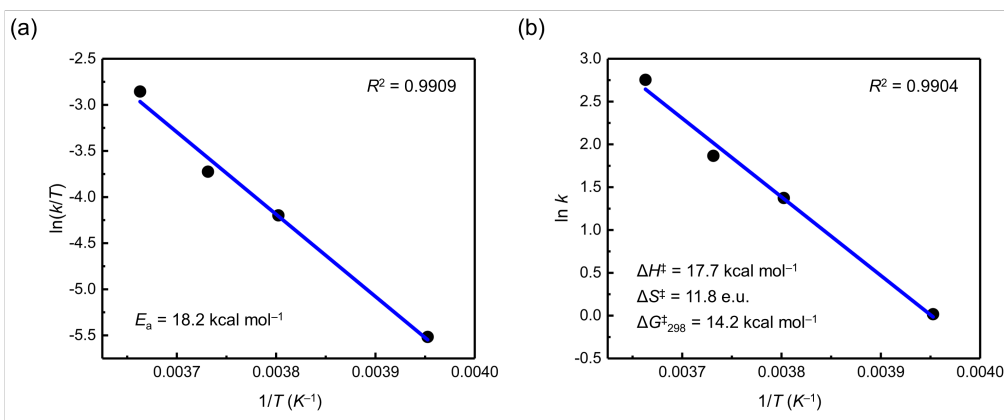 (a)
R² = 0.9909
Eₐ = 18.2 kcal mol⁻¹
ln(k/T)
-2.5
-3.0
-3.5
-4.0
-4.5
-5.0
-5.5
0.0037
0.0038
0.0039
0.0040
1/T (K⁻¹)
(b)
R² = 0.9904
ΔH‡ = 17.7 kcal mol⁻¹
ΔS‡ = 11.8 e.u.
ΔG‡₂₉₈ = 14.2 kcal mol⁻¹
ln k
3.0
2.5
2.0
1.5
1.0
0.5
0.0
-0.5
0.0037
0.0038
0.0039
0.0040
1/T (K⁻¹)